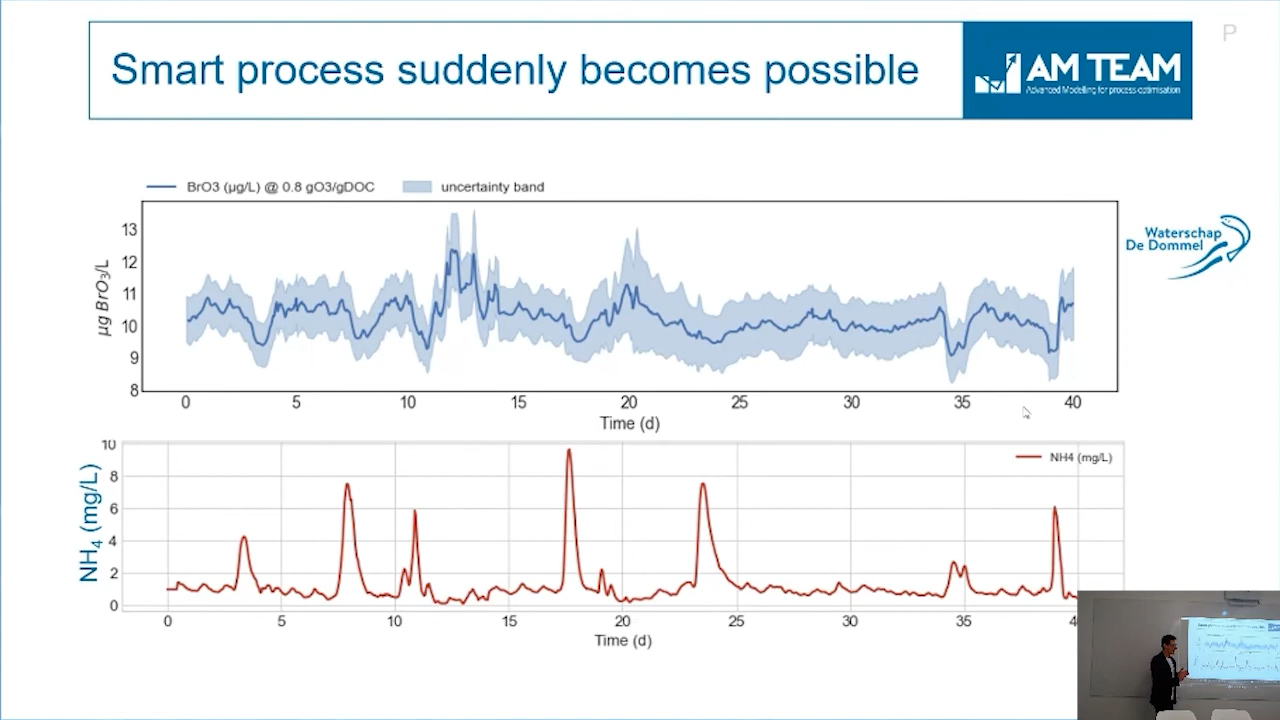 P
Smart process suddenly becomes possible
AM TEAM
Advanced Modelling for process optimisation
BrO3 (µg/L) @ 0.8 gO3/gDOC
uncertainty band
µg BrO₃/L
13
12
11
10
9
8
0 5 10 15 20 25 30 35 40
Time (d)
Waterschap
De Dommel
NH₄ (mg/L)
10
8
6
4
2
0
NH4 (mg/L)
0 5 10 15 20 25 30 35 4
Time (d)